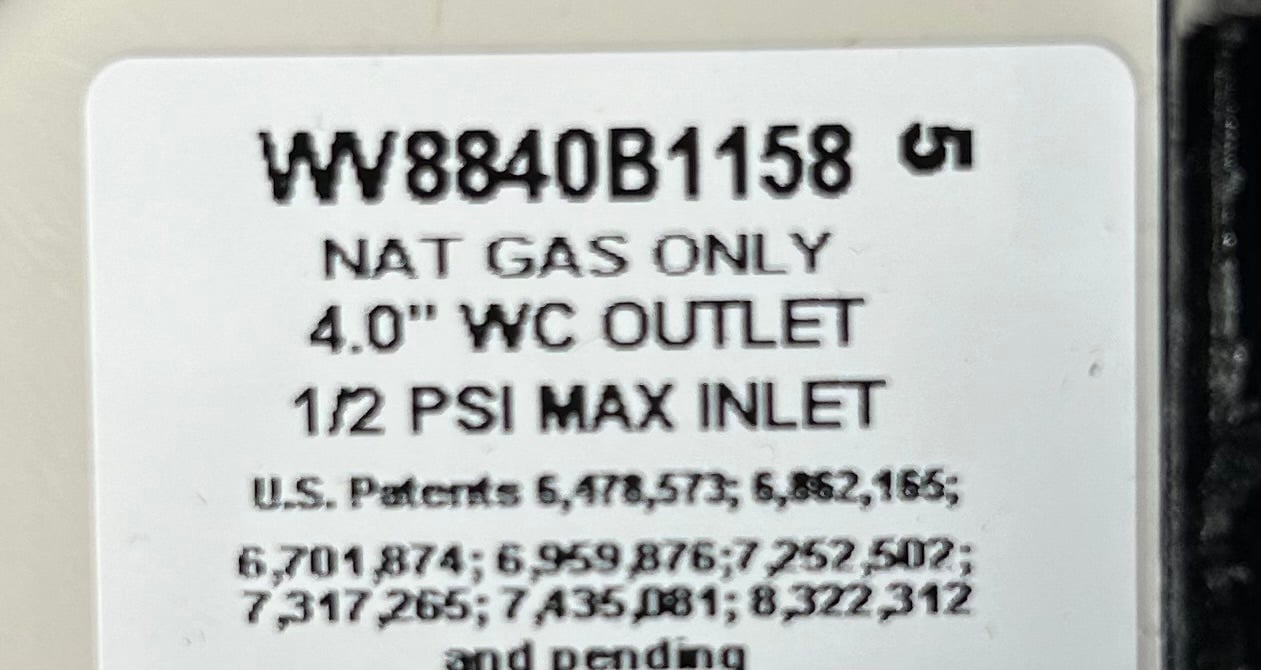 WV8840B1158 5
NAT GAS ONLY
4.0" WC OUTLET
1/2 PSI MAX INLET
U.S. Patents 6,478,573; 6,862,165;
6,701,874; 6,959,876;7,252,502;
7,317,265; 7,435,081; 8,322,312
and pending